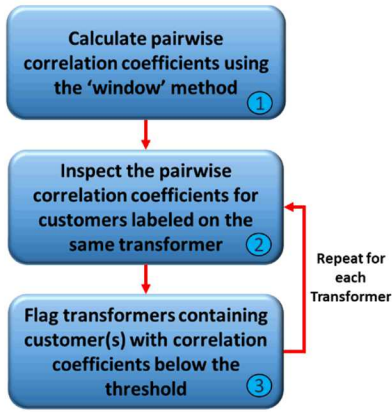 Calculate pairwise
correlation coefficients using
the ‘window’ method
1
Inspect the pairwise
correlation coefficients for
customers labeled on the
same transformer
2
Repeat for
each
Transformer
Flag transformers containing
customer(s) with correlation
coefficients below the
threshold
3